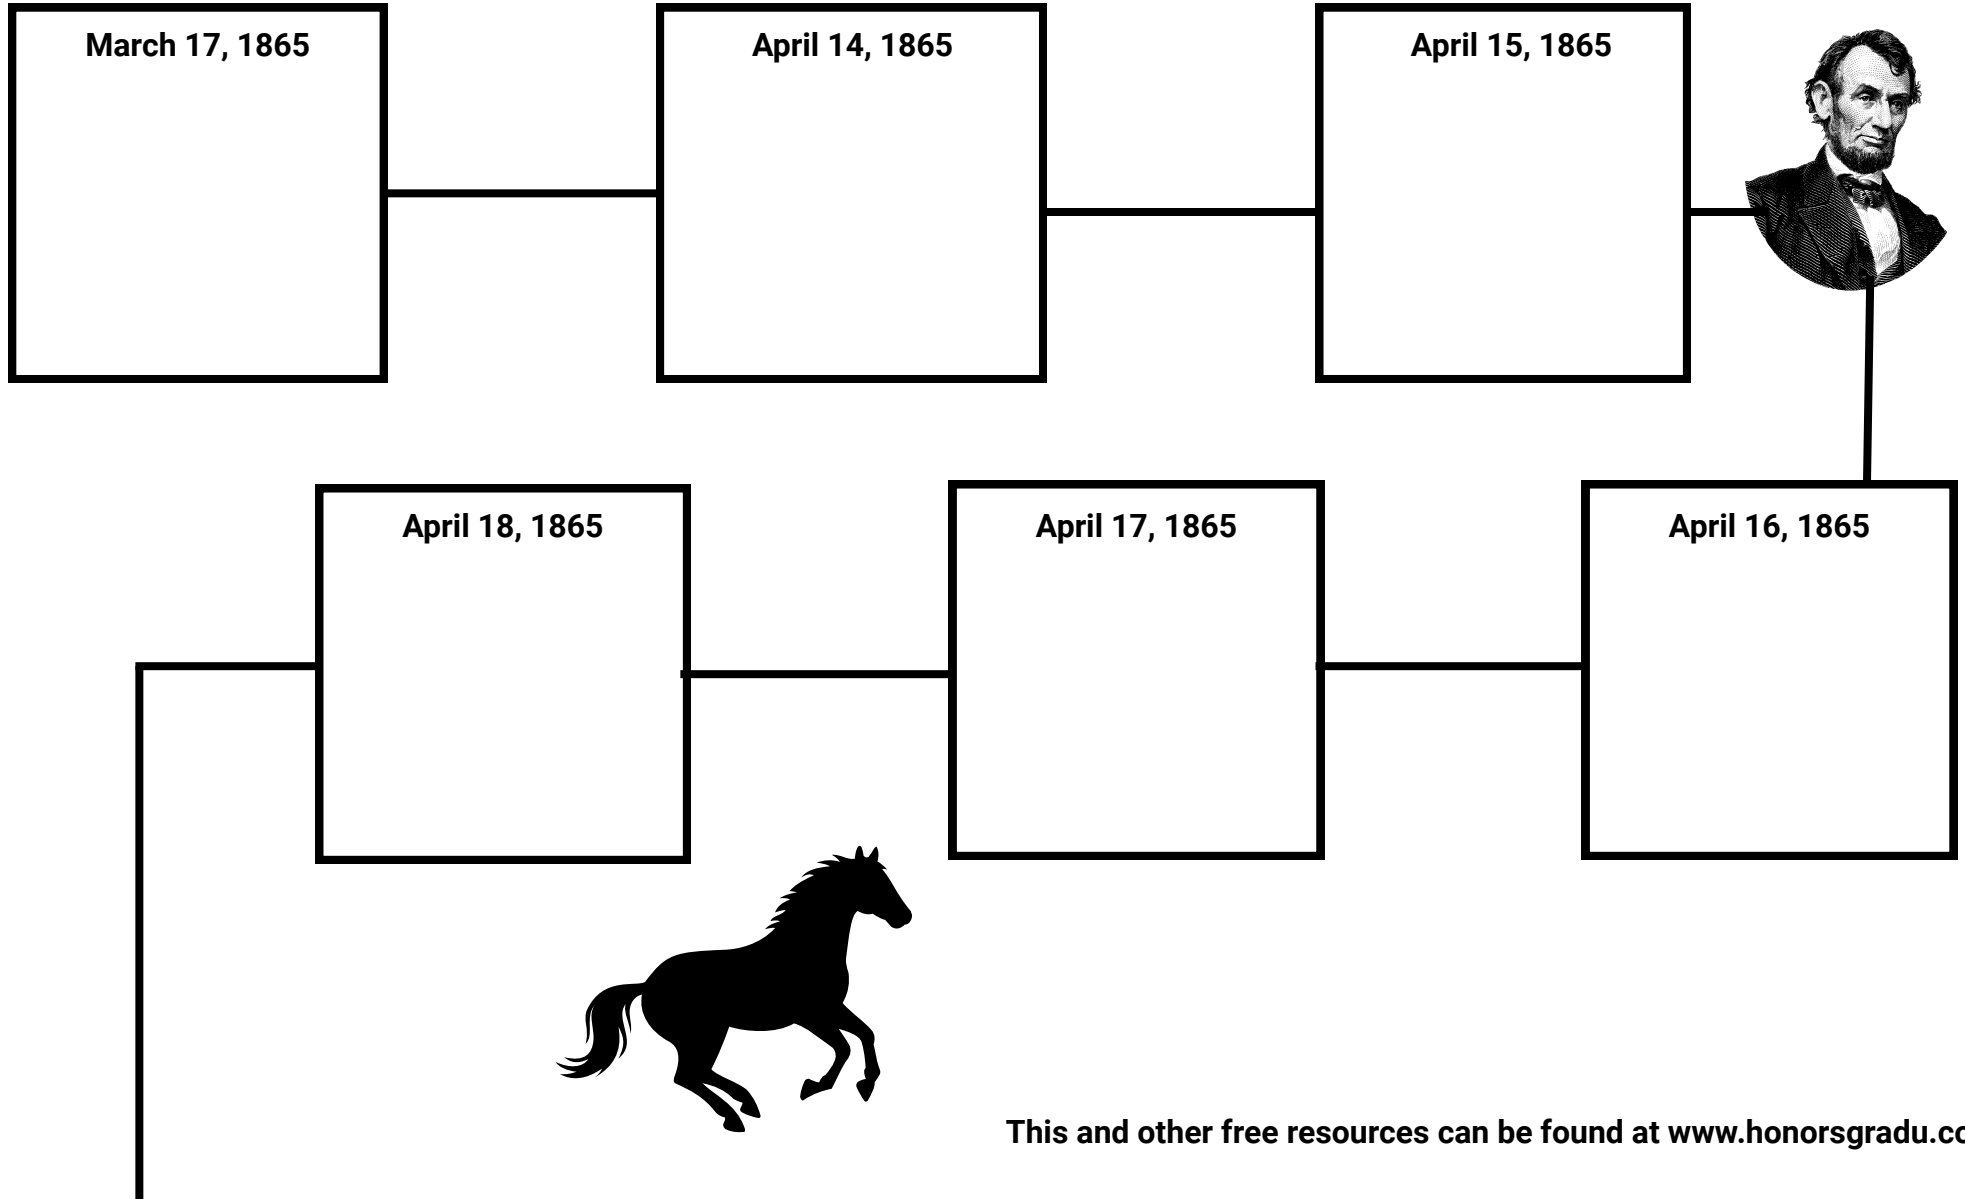 March 17, 1865
April 14, 1865
April 15, 1865
April 18, 1865
April 17, 1865
April 16, 1865
This and other free resources can be found at www.honorsgradu.co